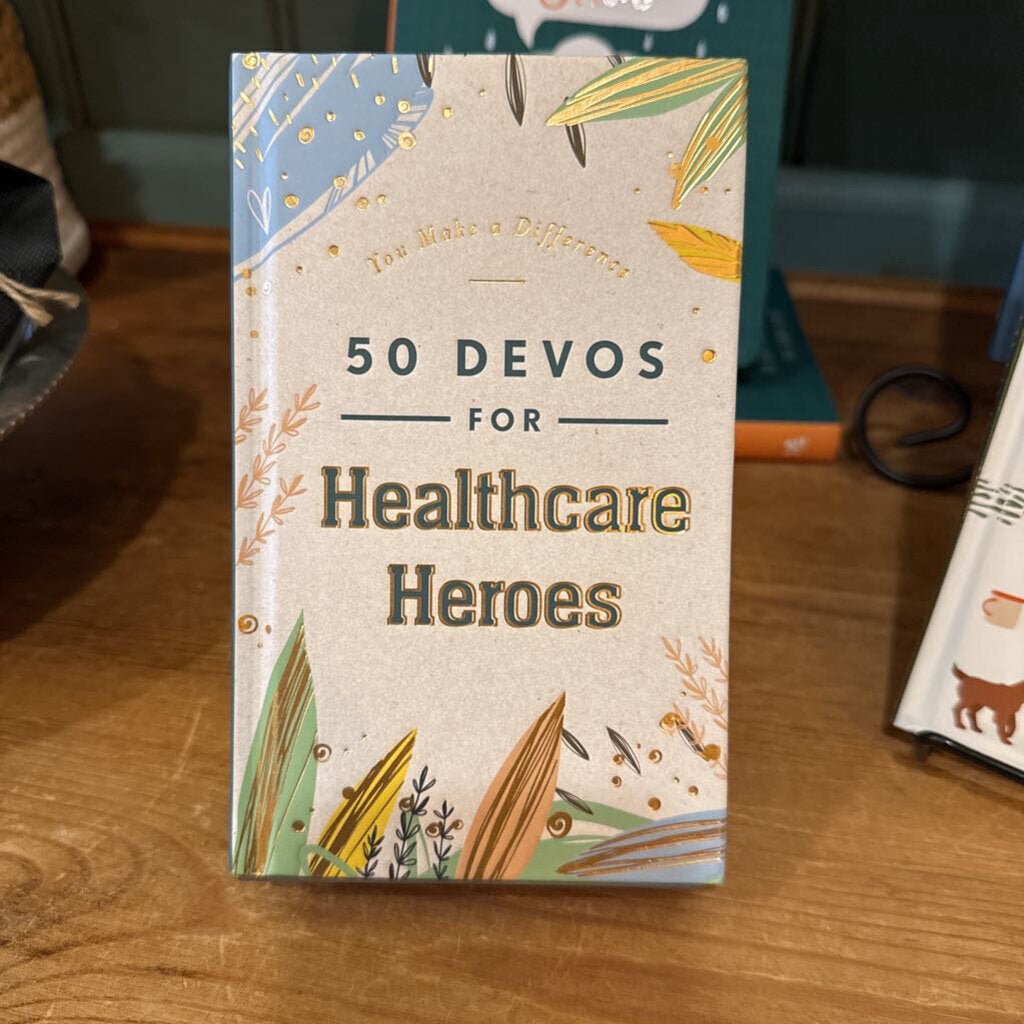 You Make a Difference
50 DEVOS
FOR
Healthcare
Heroes